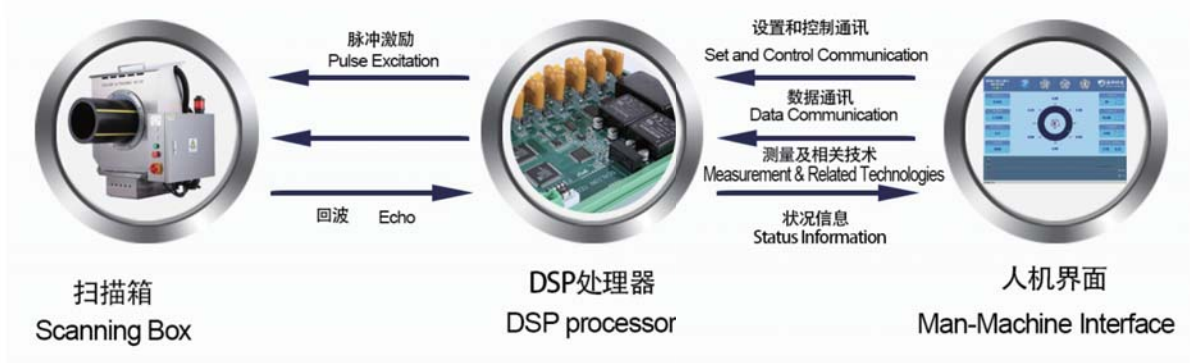 脉冲激励
Pulse Excitation
回波 Echo
设置和控制通讯
Set and Control Communication
数据通讯
Data Communication
测量及相关技术
Measurement & Related Technologies
状况信息
Status Information
扫描箱
Scanning Box
DSP处理器
DSP processor
人机界面
Man-Machine Interface